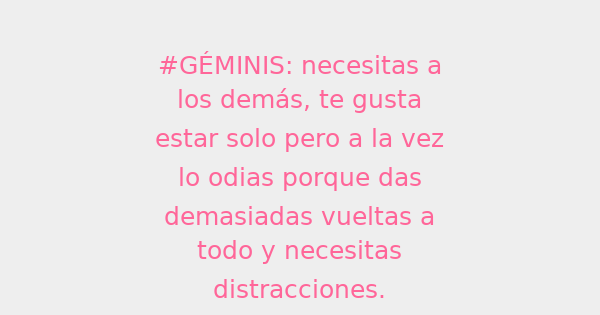 #GÉMINIS: necesitas a
los demás, te gusta
estar solo pero a la vez
lo odias porque das
demasiadas vueltas a
todo y necesitas
distracciones.